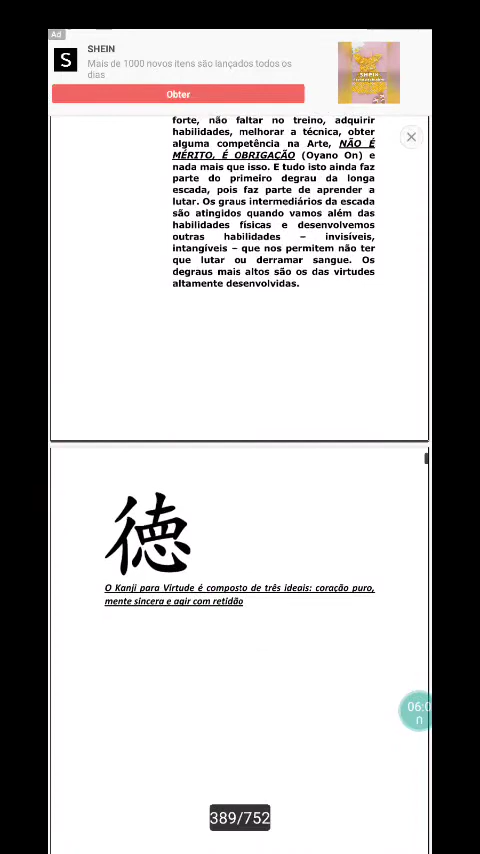 Ad
SHEIN
S
Mais de 1000 novos itens são lançados todos os
dias
SHEIN
Obter
forte, não faltar no treino, adquirir
habilidades, melhorar a técnica, obter
alguma competência na Arte, NÃO É
MÉRITO, É OBRIGAÇÃO (Oyano On) e
nada mais que isso. E tudo isto ainda faz
parte do primeiro degrau da longa
escada, pois faz parte de aprender a
lutar. Os graus intermediários da escada
são atingidos quando vamos além das
habilidades físicas e desenvolvemos
outras habilidades – invisíveis,
intangíveis – que nos permitem não ter
que lutar ou derramar sangue. Os
degraus mais altos são os das virtudes
altamente desenvolvidas.
徳
O Kanji para Virtude é composto de três ideais: coração puro,
mente sincera e agir com retidão
389/752